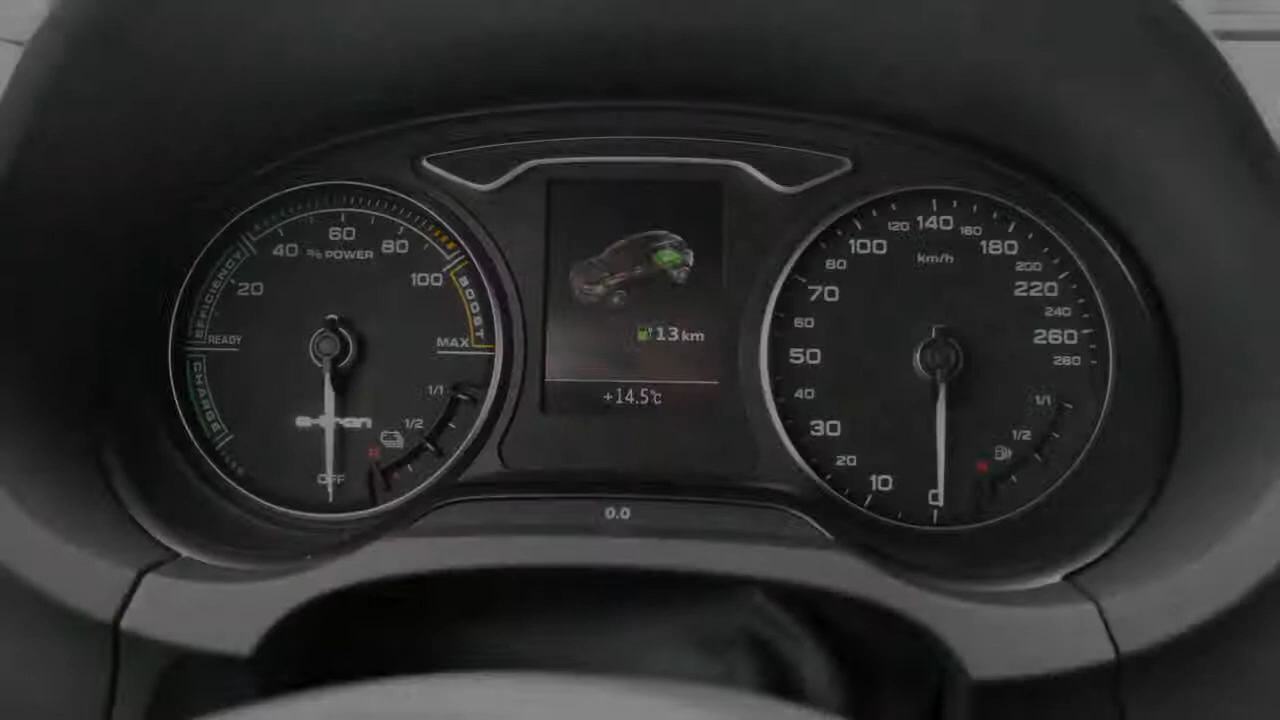 40 60 80
% POWER
20 100
EFFICIENCY
BOOST
READY
MAX
CHARGE
1/1
e-tron
1/2
OFF
13 km
+14.5°C
0.0
120 140 160
100 180
km/h
80 200
70 220
60 240
50 260
280
40
1/1
30
1/2
20
10
0